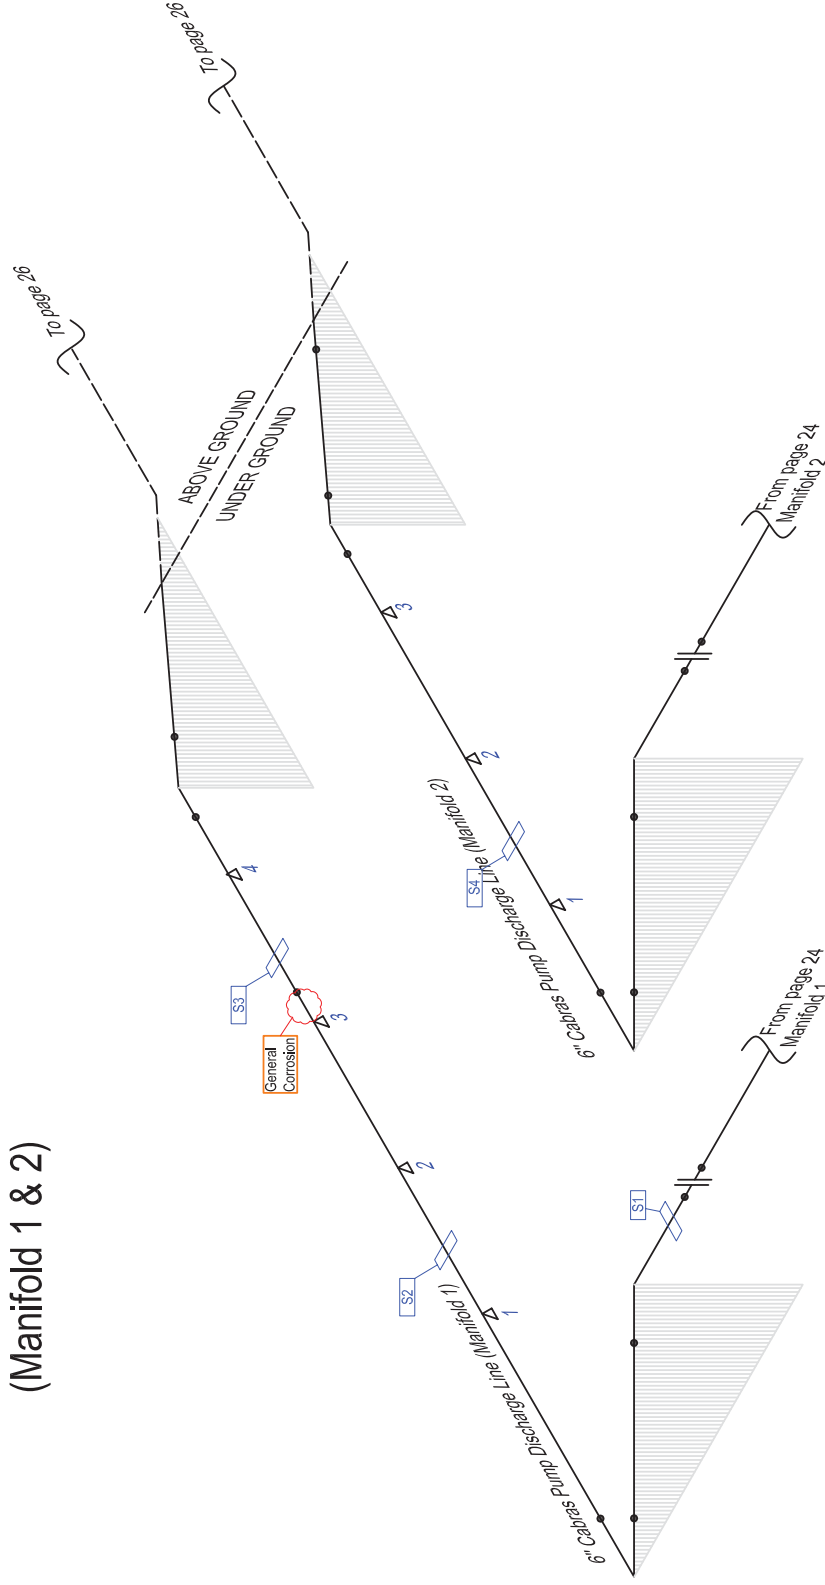 (Manifold 1 & 2)
To page 26
To page 26
ABOVE GROUND
UNDER GROUND
4
S3
General
Corrosion
3
2
S2
1
6" Cabras Pump Discharge Line (Manifold 1)
3
2
S4
1
6" Cabras Pump Discharge Line (Manifold 2)
S1
From page 24
Manifold 1
From page 24
Manifold 2